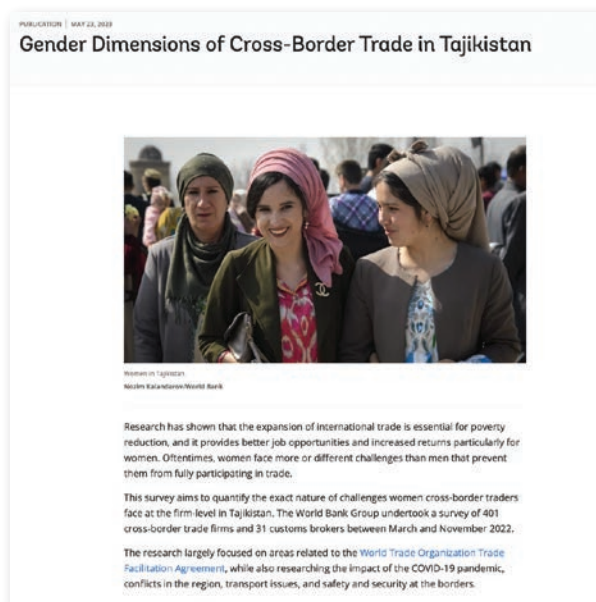 PUBLICATION | MAY 23, 2023
Gender Dimensions of Cross-Border Trade in Tajikistan
Women in Tajikistan
Nozim Kalandarov/World Bank
Research has shown that the expansion of international trade is essential for poverty
reduction, and it provides better job opportunities and increased returns particularly for
women. Oftentimes, women face more or different challenges than men that prevent
them from fully participating in trade.
This survey aims to quantify the exact nature of challenges women cross-border traders
face at the firm-level in Tajikistan. The World Bank Group undertook a survey of 401
cross-border trade firms and 31 customs brokers between March and November 2022.
The research largely focused on areas related to the World Trade Organization Trade
Facilitation Agreement, while also researching the impact of the COVID-19 pandemic,
conflicts in the region, transport issues, and safety and security at the borders.